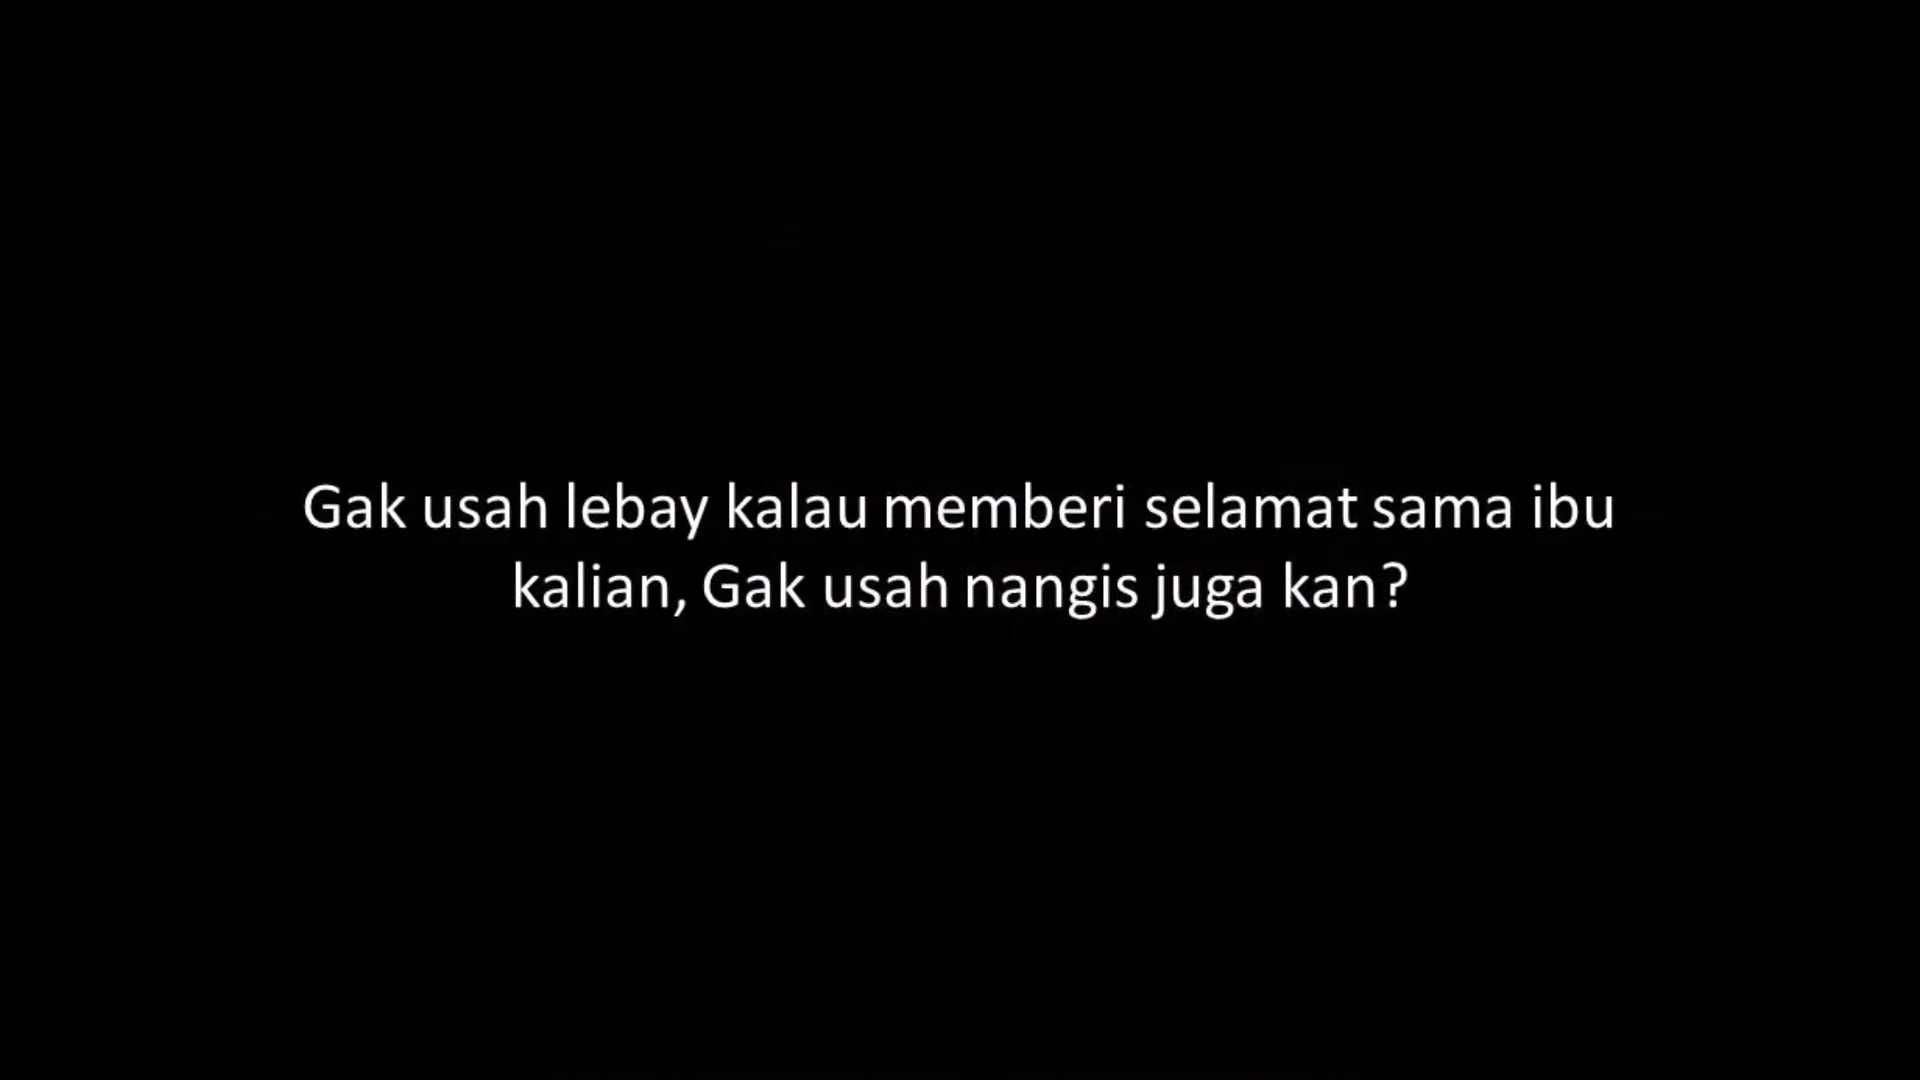 Gak usah lebay kalau memberi selamat sama ibu
kalian, Gak usah nangis juga kan?